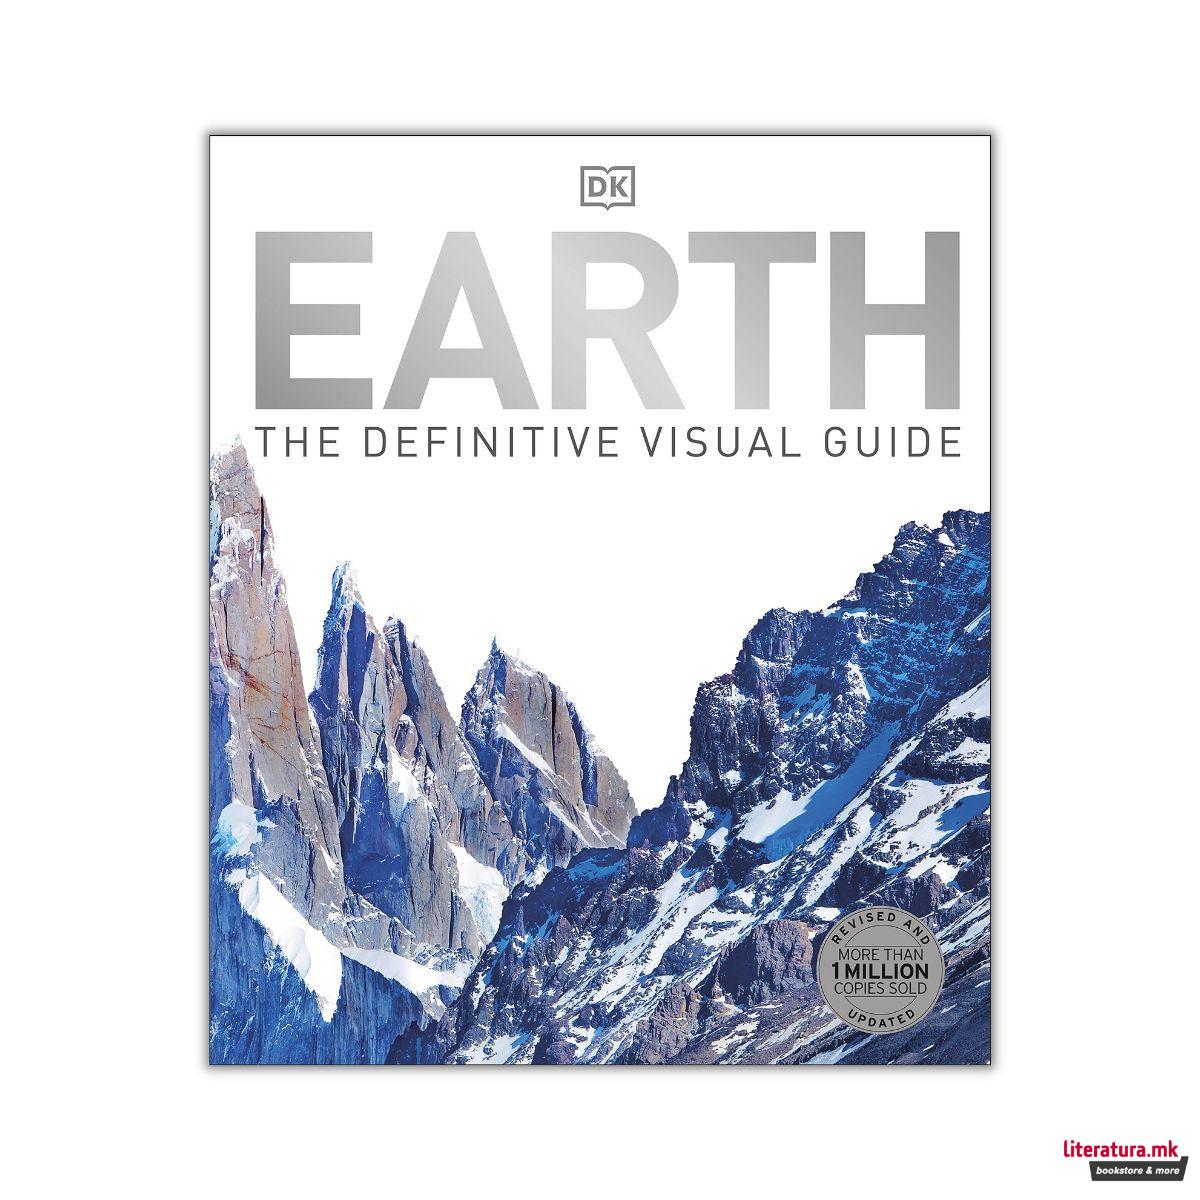 DK
EARTH
THE DEFINITIVE VISUAL GUIDE
REVISED AND
MORE THAN
1 MILLION
COPIES SOLD
UPDATED
literatura.mk
bookstore & more